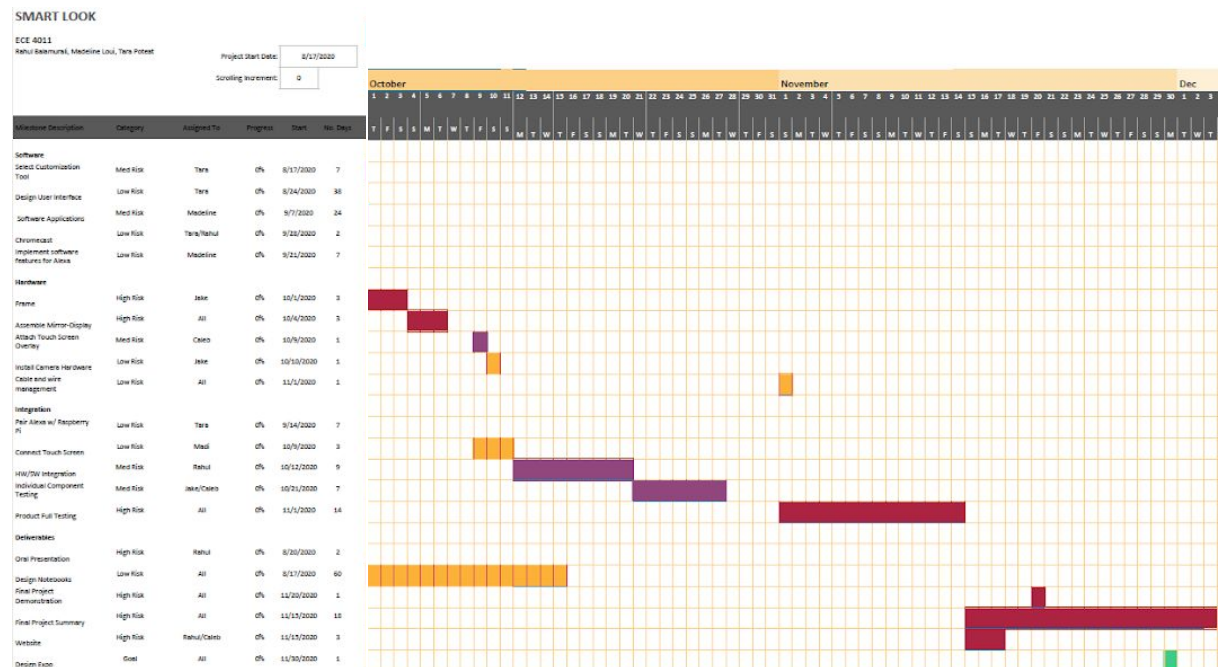 SMART LOOK
ECE 4011
Rahul Balamurali, Madeline Loui, Tara Poteat
Project Start Date: 8/17/2020
Scrolling Increment: 0
October November Dec
1 2 3 4 5 6 7 8 9 10 11 12 13 14 15 16 17 18 19 20 21 22 23 24 25 26 27 28 29 30 31 1 2 3 4 5 6 7 8 9 10 11 12 13 14 15 16 17 18 19 20 21 22 23 24 25 26 27 28 29 30 1 2 3
Milestone Description Category Assigned To Progress Start No. Days T F S S M T W T F S S M T W T F S S M T W T F S S M T W T F S S M T W T F S S M T W T F S S M T W T F S S M T W T F S S M T W T
Software
Select Customization Tool Med Risk Tara 0% 8/17/2020 7
Design User Interface Low Risk Tara 0% 8/24/2020 38
Software Applications Med Risk Madeline 0% 9/7/2020 24
Chromecast Low Risk Tara/Rahul 0% 9/28/2020 2
Implement software features for Alexa Low Risk Madeline 0% 9/21/2020 7
Hardware
Frame High Risk Jake 0% 10/1/2020 3
Assemble Mirror-Display High Risk All 0% 10/4/2020 3
Attach Touch Screen Overlay Med Risk Caleb 0% 10/9/2020 1
Install Camera Hardware Low Risk Jake 0% 10/10/2020 1
Cable and wire management Low Risk All 0% 11/1/2020 1
Integration
Pair Alexa w/ Raspberry Pi Low Risk Tara 0% 9/14/2020 7
Connect Touch Screen Low Risk Madi 0% 10/9/2020 3
HW/SW Integration Med Risk Rahul 0% 10/12/2020 9
Individual Component Testing Med Risk Jake/Caleb 0% 10/21/2020 7
Product Full Testing High Risk All 0% 11/1/2020 14
Deliverables
Oral Presentation High Risk Rahul 0% 8/20/2020 2
Design Notebooks Low Risk All 0% 8/17/2020 60
Final Project Demonstration High Risk All 0% 11/20/2020 1
Final Project Summary High Risk All 0% 11/15/2020
Website High Risk Rahul/Caleb 0% 11/15/2020 3
Design Expo Goal All 0% 11/30/2020 1